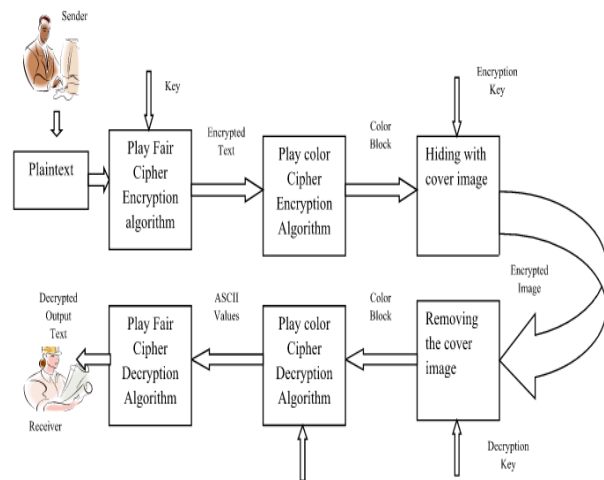 Sender
Key
Encryption
Key
Plaintext
Play Fair
Cipher
Encryption
algorithm
Encrypted
Text
Play color
Cipher
Encryption
Algorithm
Color
Block
Hiding with
cover image
Encrypted
Image
Removing
the cover
image
Decryption
Key
Color
Block
Play color
Cipher
Decryption
Algorithm
ASCII
Values
Play Fair
Cipher
Decryption
Algorithm
Decrypted
Output
Text
Receiver